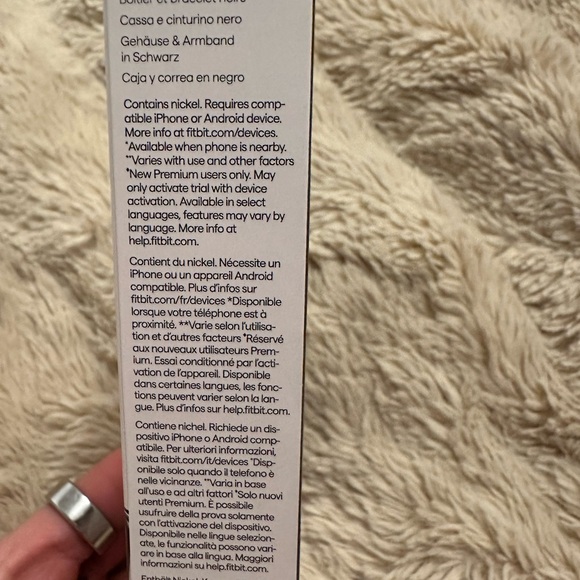 Boîtier et bracelet noirs
Cassa e cinturino nero
Gehäuse & Armband
in Schwarz
Caja y correa en negro
Contains nickel. Requires comp-
atible iPhone or Android device.
More info at fitbit.com/devices.
*Available when phone is nearby.
**Varies with use and other factors
*New Premium users only. May
only activate trial with device
activation. Available in select
languages, features may vary by
language. More info at
help.fitbit.com.
Contient du nickel. Nécessite un
iPhone ou un appareil Android
compatible. Plus d'infos sur
fitbit.com/fr/devices *Disponible
lorsque votre téléphone est à
proximité. **Varie selon l'utilisa-
tion et d'autres facteurs *Réservé
aux nouveaux utilisateurs Prem-
ium. Essai conditionné par l'acti-
vation de l'appareil. Disponible
dans certaines langues, les fonc-
tions peuvent varier selon la lan-
gue. Plus d'infos sur help.fitbit.com.
Contiene nichel. Richiede un dis-
positivo iPhone o Android comp-
atibile. Per ulteriori informazioni,
visita fitbit.com/it/devices *Disp-
onibile solo quando il telefono è
nelle vicinanze. **Varia in base
all'uso e ad altri fattori *Solo nuovi
utenti Premium. È possibile
usufruire della prova solamente
con l'attivazione del dispositivo.
Disponibile nelle lingue selezion-
ate, le funzionalità possono vari-
are in base alla lingua. Maggiori
informazioni su help.fitbit.com.
Enthält Nickel.